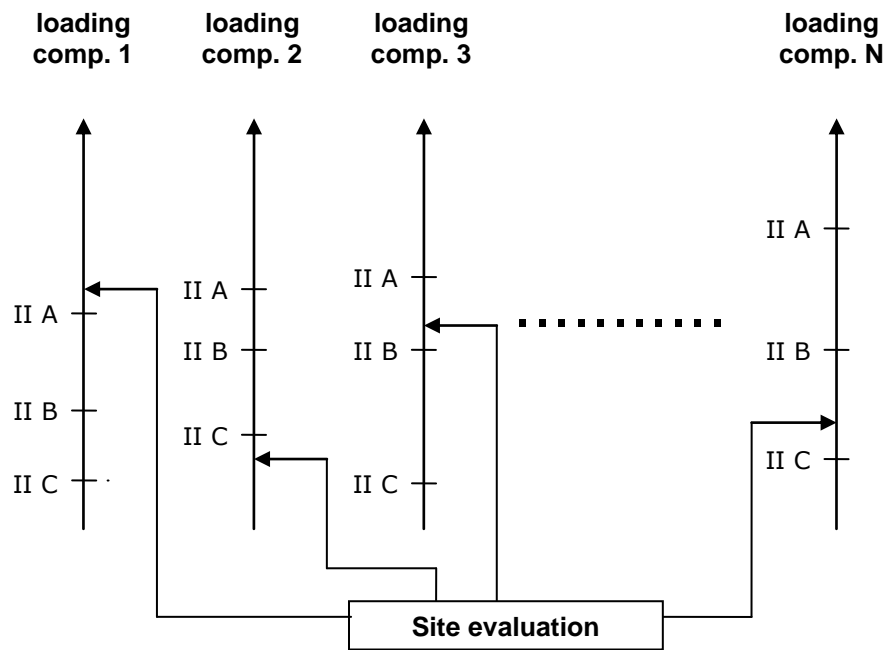 loading
comp. 1
loading
comp. 2
loading
comp. 3
loading
comp. N
II A
II B
II C
II A
II B
II C
II A
II B
II C
II A
II B
II C
Site evaluation